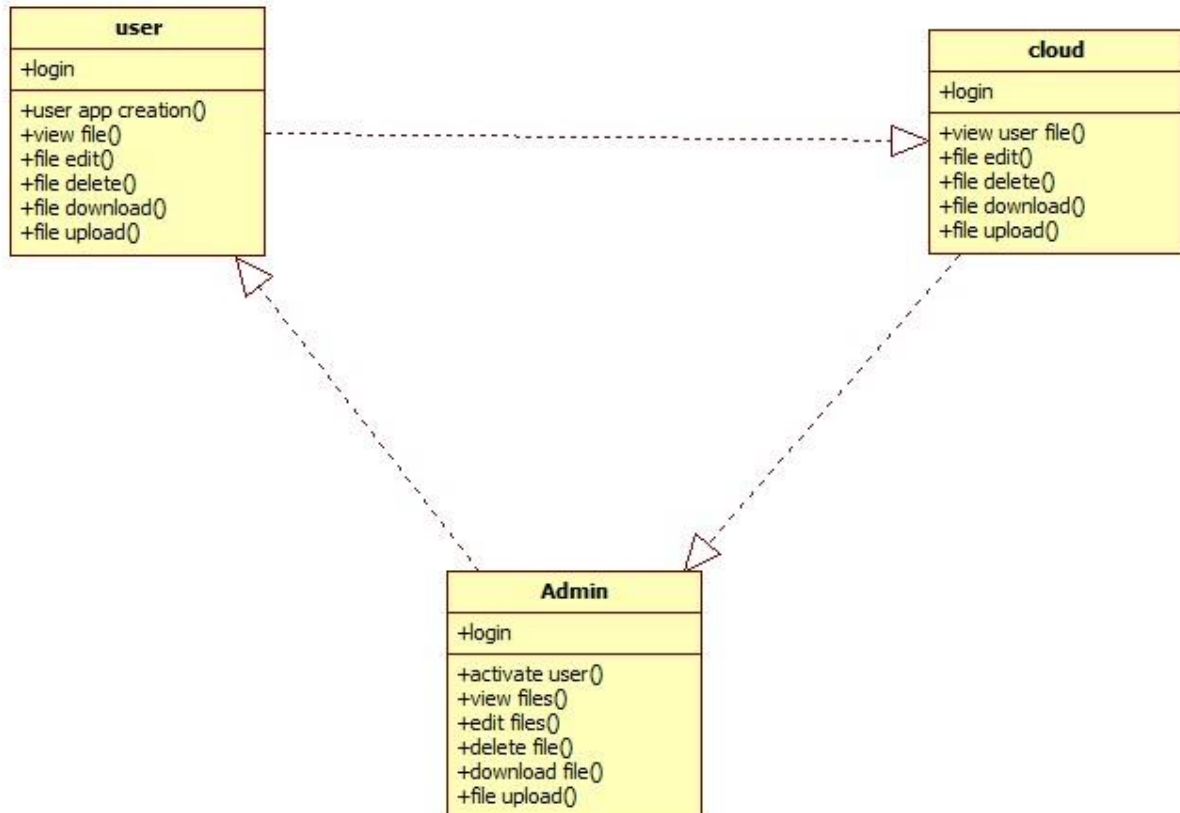 user
+login
+user app creation()
+view file()
+file edit()
+file delete()
+file download()
+file upload()
cloud
+login
+view user file()
+file edit()
+file delete()
+file download()
+file upload()
Admin
+login
+activate user()
+view files()
+edit files()
+delete file()
+download file()
+file upload()